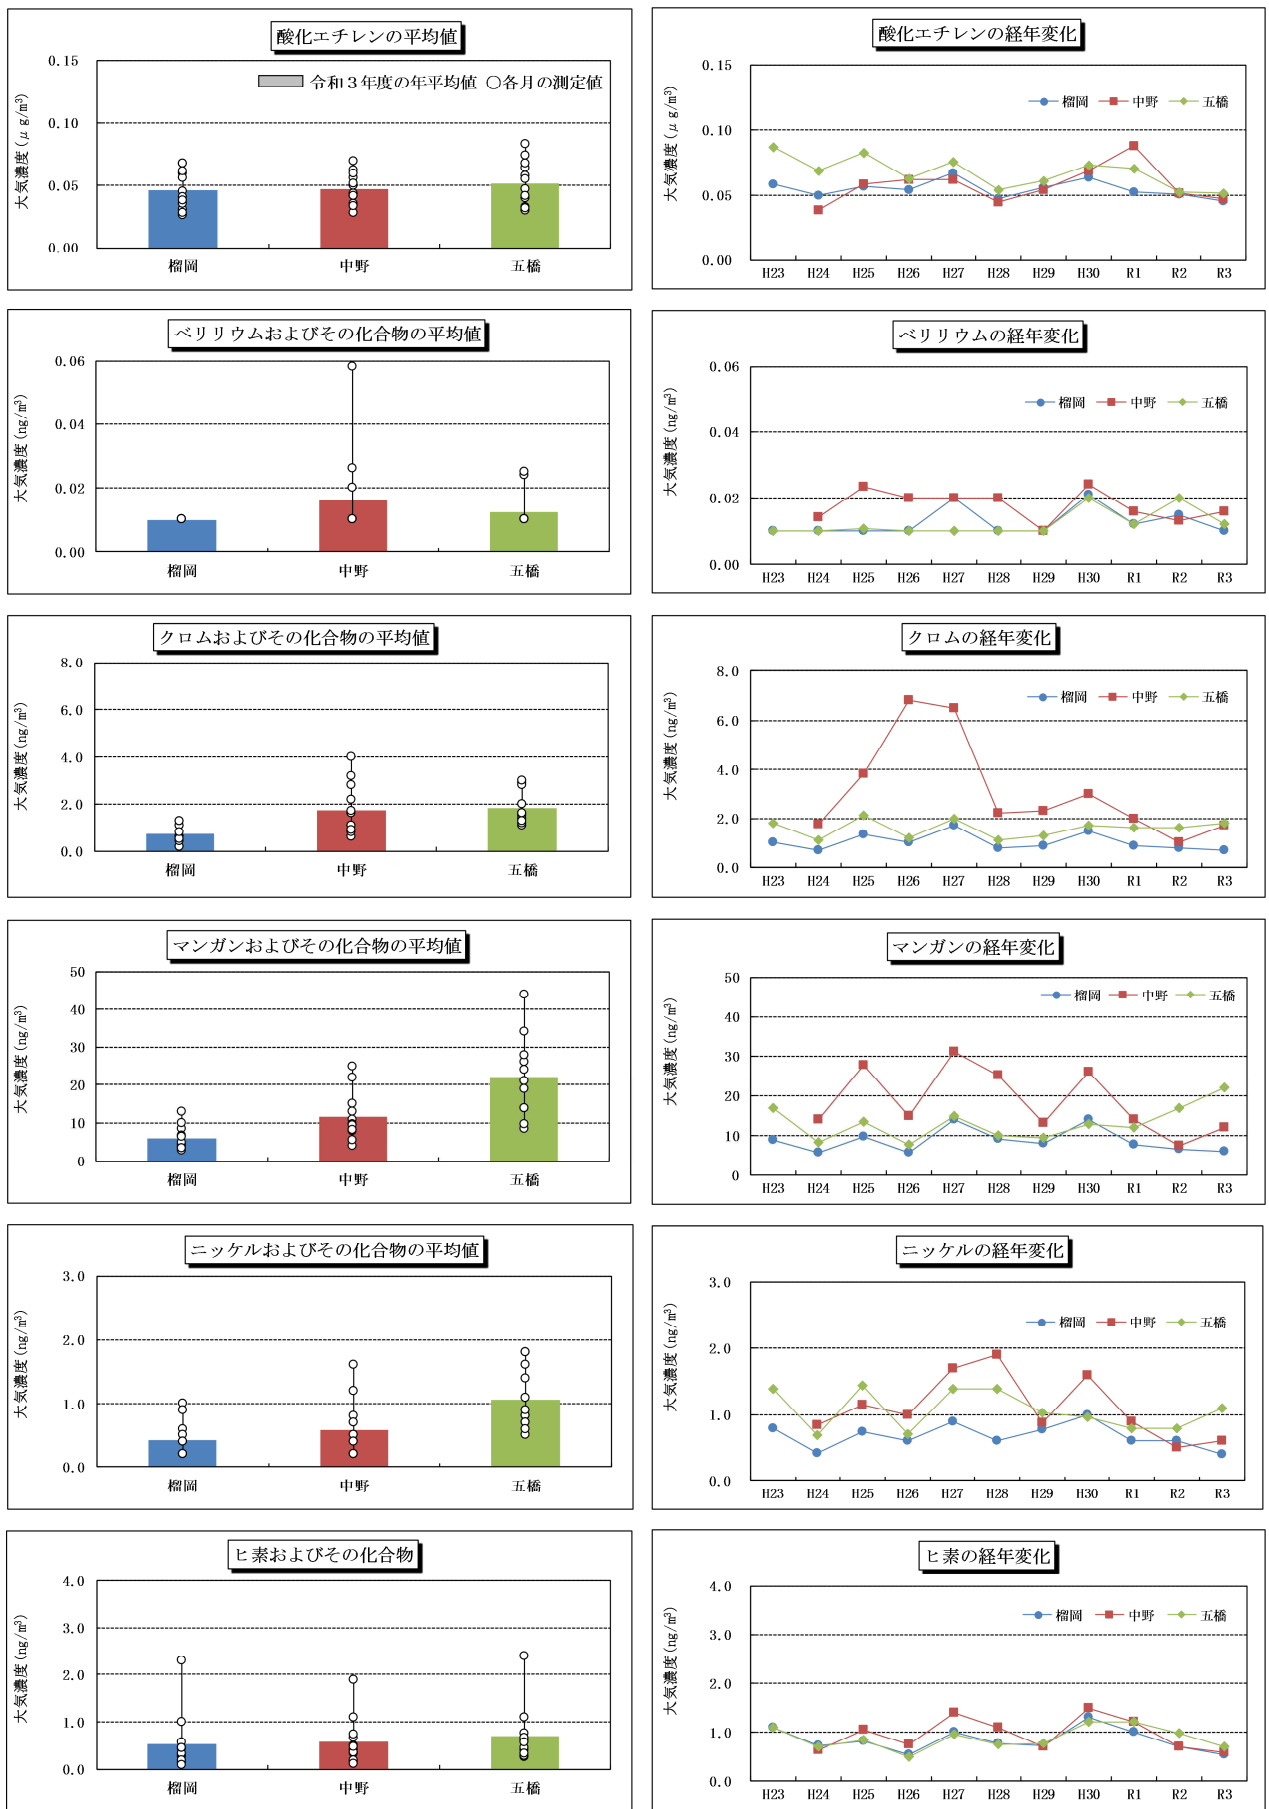 酸化エチレンの平均値
大気濃度(μg/m³)
0.15
0.10
0.05
0.00
令和3年度の年平均値 ○各月の測定値
榴岡 中野 五橋
酸化エチレンの経年変化
大気濃度(μg/m³)
0.15
0.10
0.05
0.00
榴岡 中野 五橋
H23 H24 H25 H26 H27 H28 H29 H30 R1 R2 R3
ベリリウムおよびその化合物の平均値
大気濃度(ng/m³)
0.06
0.04
0.02
0.00
榴岡 中野 五橋
ベリリウムの経年変化
大気濃度(ng/m³)
0.06
0.04
0.02
0.00
榴岡 中野 五橋
H23 H24 H25 H26 H27 H28 H29 H30 R1 R2 R3
クロムおよびその化合物の平均値
大気濃度(ng/m³)
8.0
6.0
4.0
2.0
0.0
榴岡 中野 五橋
クロムの経年変化
大気濃度(ng/m³)
8.0
6.0
4.0
2.0
0.0
榴岡 中野 五橋
H23 H24 H25 H26 H27 H28 H29 H30 R1 R2 R3
マンガンおよびその化合物の平均値
大気濃度(ng/m³)
50
40
30
20
10
0
榴岡 中野 五橋
マンガンの経年変化
大気濃度(ng/m³)
50
40
30
20
10
0
榴岡 中野 五橋
H23 H24 H25 H26 H27 H28 H29 H30 R1 R2 R3
ニッケルおよびその化合物の平均値
大気濃度(ng/m³)
3.0
2.0
1.0
0.0
榴岡 中野 五橋
ニッケルの経年変化
大気濃度(ng/m³)
3.0
2.0
1.0
0.0
榴岡 中野 五橋
H23 H24 H25 H26 H27 H28 H29 H30 R1 R2 R3
ヒ素およびその化合物
大気濃度(ng/m³)
4.0
3.0
2.0
1.0
0.0
榴岡 中野 五橋
ヒ素の経年変化
大気濃度(ng/m³)
4.0
3.0
2.0
1.0
0.0
榴岡 中野 五橋
H23 H24 H25 H26 H27 H28 H29 H30 R1 R2 R3